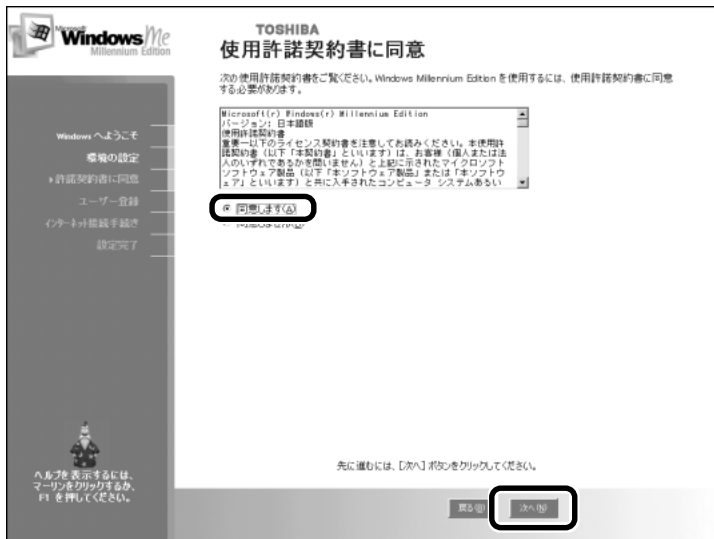 Microsoft
Windows Me
Millennium Edition
TOSHIBA
使用許諾契約書に同意
次の使用許諾契約書をご覧ください。Windows Millennium Edition を使用するには、使用許諾契約書に同意
する必要があります。
Microsoft(r) Windows(r) Millennium Edition
バージョン: 日本語版
使用許諾契約書
重要－以下のライセンス契約書を注意してお読みください。本使用許
諾契約書（以下「本契約書」といいます）は、お客様（個人または法
人のいずれであるかを問いません）と上記に示されたマイクロソフト
ソフトウェア製品（以下「本ソフトウェア製品」または「本ソフトウ
ェア」といいます）と共に入手されたコンピュータ システムあるい
同意します(A)
同意しません(D)
Windows へようこそ
環境の設定
許諾契約書に同意
ユーザー登録
インターネット接続手続き
設定完了
ヘルプを表示するには、
マーリンをクリックするか、
F1 を押してください。
先に進むには、[次へ] ボタンをクリックしてください。
戻る(B)
次へ(N)